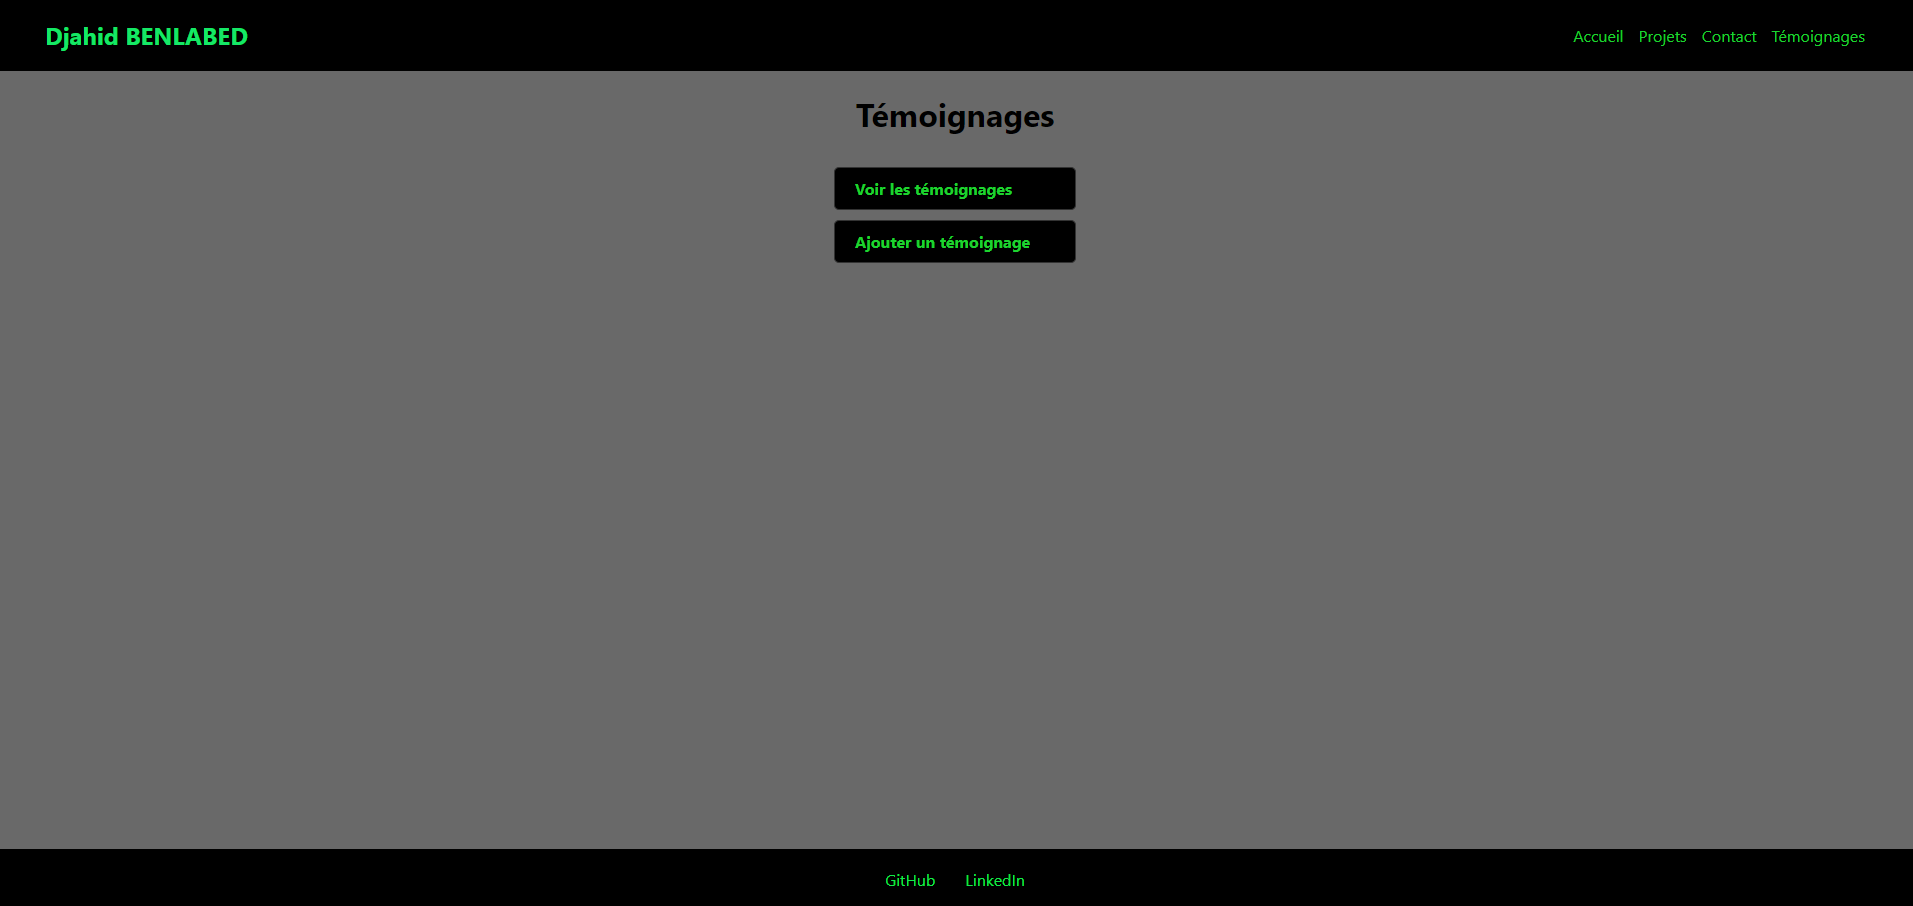 Djahid BENLABED
Accueil Projets Contact Témoignages
Témoignages
Voir les témoignages
Ajouter un témoignage
GitHub LinkedIn